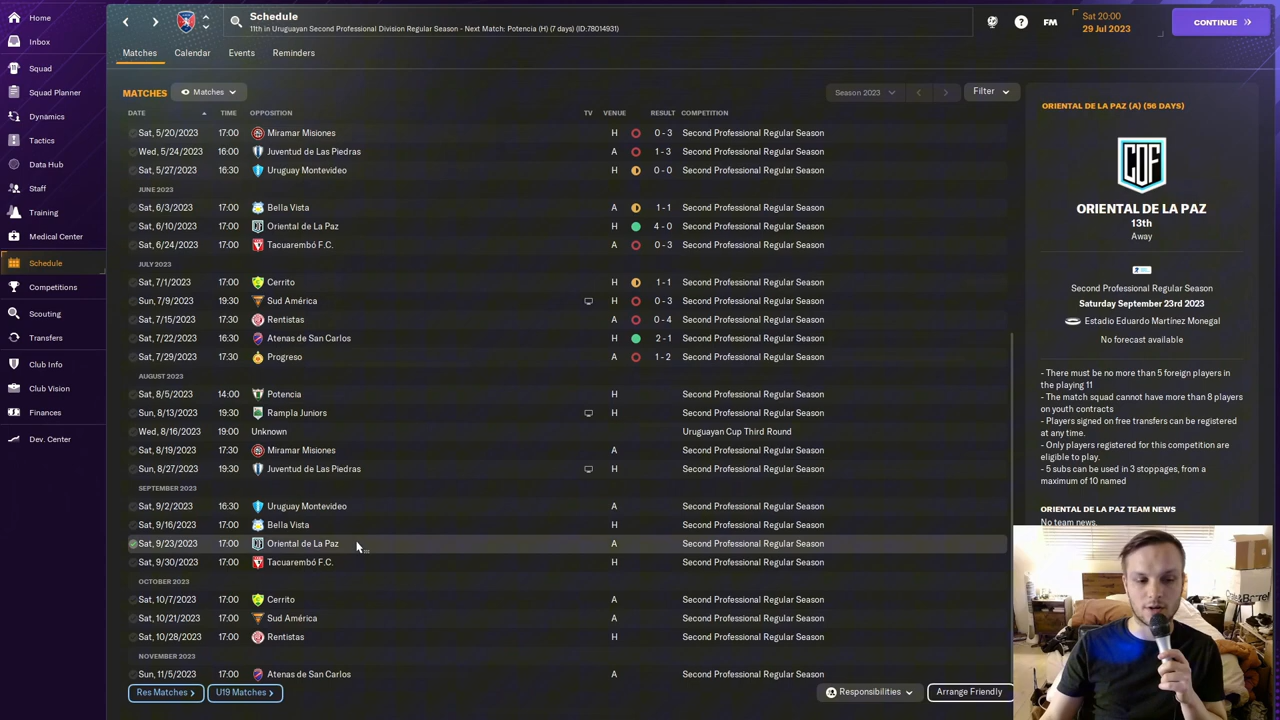 Home
Inbox
Squad
Squad Planner
Dynamics
Tactics
Data Hub
Staff
Training
Medical Center
Schedule
Competitions
Scouting
Transfers
Club Info
Club Vision
Finances
Dev. Center
Schedule
11th in Uruguayan Second Professional Division Regular Season - Next Match: Potencia (H) (7 days) (ID:78014931)
FM
Sat 20:00
29 Jul 2023
CONTINUE
Matches Calendar Events Reminders
MATCHES Matches Season 2023 Filter
DATE TIME OPPOSITION TV VENUE RESULT COMPETITION
Sat, 5/20/2023 17:00 Miramar Misiones H 0 - 3 Second Professional Regular Season
Wed, 5/24/2023 16:00 Juventud de Las Piedras A 1 - 3 Second Professional Regular Season
Sat, 5/27/2023 16:30 Uruguay Montevideo H 0 - 0 Second Professional Regular Season
JUNE 2023
Sat, 6/3/2023 17:00 Bella Vista A 1 - 1 Second Professional Regular Season
Sat, 6/10/2023 17:00 Oriental de La Paz H 4 - 0 Second Professional Regular Season
Sat, 6/24/2023 17:00 Tacuarembó F.C. A 0 - 3 Second Professional Regular Season
JULY 2023
Sat, 7/1/2023 17:00 Cerrito H 1 - 1 Second Professional Regular Season
Sun, 7/9/2023 19:30 Sud América H 0 - 3 Second Professional Regular Season
Sat, 7/15/2023 17:30 Rentistas A 0 - 4 Second Professional Regular Season
Sat, 7/22/2023 16:30 Atenas de San Carlos H 2 - 1 Second Professional Regular Season
Sat, 7/29/2023 17:30 Progreso A 1 - 2 Second Professional Regular Season
AUGUST 2023
Sat, 8/5/2023 14:00 Potencia H Second Professional Regular Season
Sun, 8/13/2023 19:30 Rampla Juniors H Second Professional Regular Season
Wed, 8/16/2023 19:00 Unknown Uruguayan Cup Third Round
Sat, 8/19/2023 17:30 Miramar Misiones A Second Professional Regular Season
Sun, 8/27/2023 19:30 Juventud de Las Piedras H Second Professional Regular Season
SEPTEMBER 2023
Sat, 9/2/2023 16:30 Uruguay Montevideo A Second Professional Regular Season
Sat, 9/16/2023 17:00 Bella Vista H Second Professional Regular Season
Sat, 9/23/2023 17:00 Oriental de La Paz A Second Professional Regular Season
Sat, 9/30/2023 17:00 Tacuarembó F.C. H Second Professional Regular Season
OCTOBER 2023
Sat, 10/7/2023 17:00 Cerrito A Second Professional Regular Season
Sat, 10/21/2023 17:00 Sud América A Second Professional Regular Season
Sat, 10/28/2023 17:00 Rentistas H Second Professional Regular Season
NOVEMBER 2023
Sun, 11/5/2023 17:00 Atenas de San Carlos A Second Professional Regular Season
Res Matches U19 Matches Responsibilities Arrange Friendly
ORIENTAL DE LA PAZ (A) (56 DAYS)
COF
ORIENTAL DE LA PAZ
13th
Away
Second Professional Regular Season
Saturday September 23rd 2023
Estadio Eduardo Martínez Monegal
No forecast available
- There must be no more than 5 foreign players in
the playing 11
- The match squad cannot have more than 8 players
on youth contracts
- Players signed on free transfers can be registered
at any time.
- Only players registered for this competition are
eligible to play.
- 5 subs can be used in 3 stoppages, from a
maximum of 10 named
ORIENTAL DE LA PAZ TEAM NEWS
No team news.